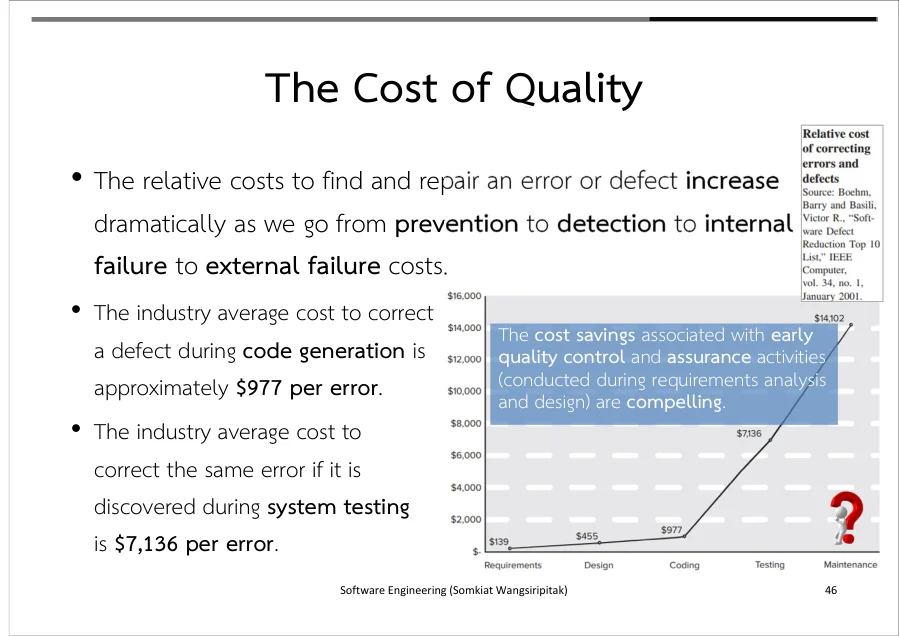 The Cost of Quality
• The relative costs to find and repair an error or defect increase
dramatically as we go from prevention to detection to internal
failure to external failure costs.
• The industry average cost to correct
a defect during code generation is
approximately $977 per error.
• The industry average cost to
correct the same error if it is
discovered during system testing
is $7,136 per error.
Relative cost
of correcting
errors and
defects
Source: Boehm,
Barry and Basili,
Victor R., “Soft-
ware Defect
Reduction Top 10
List,” IEEE
Computer,
vol. 34, no. 1,
January 2001.
$16,000
$14,000
$12,000
$10,000
$8,000
$6,000
$4,000
$2,000
$-
The cost savings associated with early
quality control and assurance activities
(conducted during requirements analysis
and design) are compelling.
$139
$455
$977
$7,136
$14,102
Requirements
Design
Coding
Testing
Maintenance
Software Engineering (Somkiat Wangsiripitak)
46